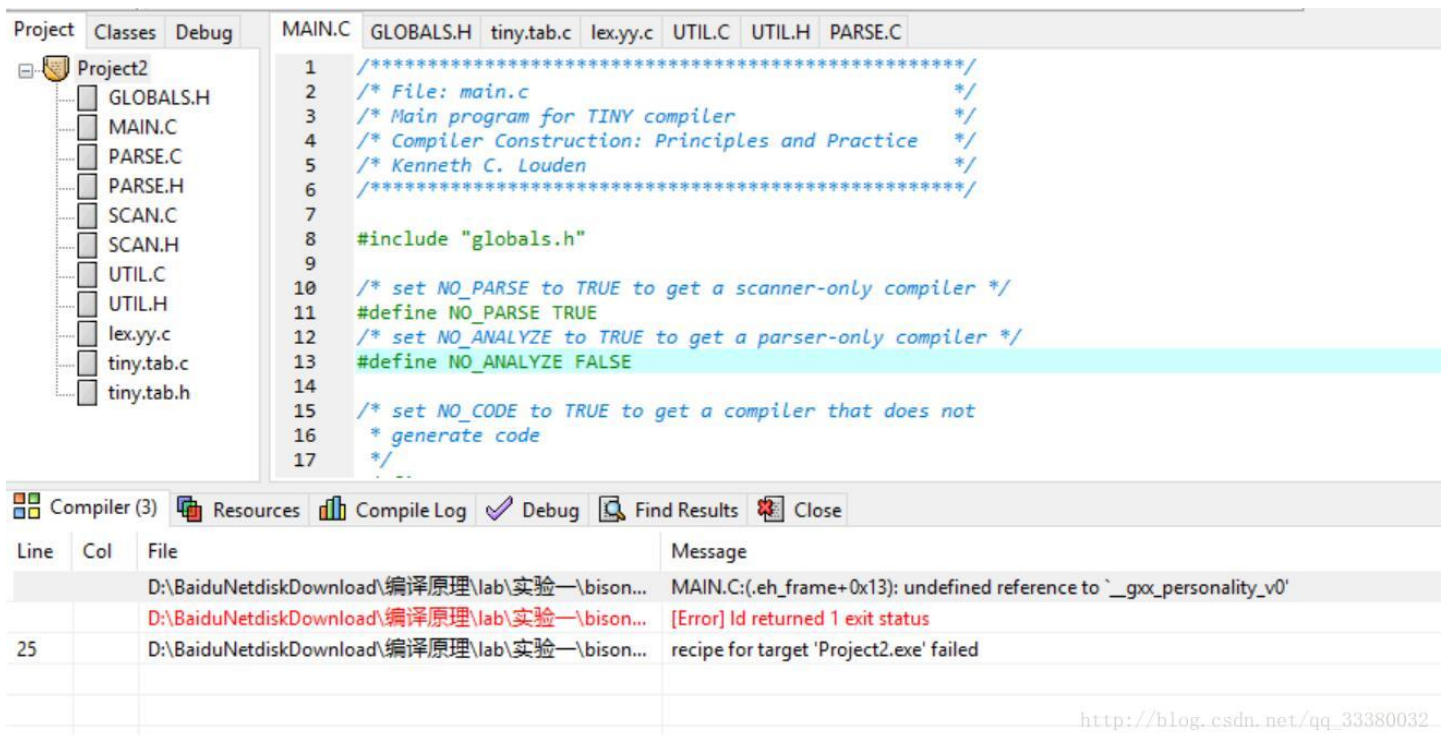 Project Classes Debug
Project2
GLOBALS.H
MAIN.C
PARSE.C
PARSE.H
SCAN.C
SCAN.H
UTIL.C
UTIL.H
lex.yy.c
tiny.tab.c
tiny.tab.h
MAIN.C GLOBALS.H tiny.tab.c lex.yy.c UTIL.C UTIL.H PARSE.C
1 /****************************************************/
2 /* File: main.c */
3 /* Main program for TINY compiler */
4 /* Compiler Construction: Principles and Practice */
5 /* Kenneth C. Louden */
6 /****************************************************/
7
8 #include "globals.h"
9
10 /* set NO_PARSE to TRUE to get a scanner-only compiler */
11 #define NO_PARSE TRUE
12 /* set NO_ANALYZE to TRUE to get a parser-only compiler */
13 #define NO_ANALYZE FALSE
14
15 /* set NO_CODE to TRUE to get a compiler that does not
16 * generate code
17 */
Compiler (3) Resources Compile Log Debug Find Results Close
Line Col File Message
D:\BaiduNetdiskDownload\编译原理\lab\实验一\bison... MAIN.C:(.eh_frame+0x13): undefined reference to `__gxx_personality_v0'
D:\BaiduNetdiskDownload\编译原理\lab\实验一\bison... [Error] ld returned 1 exit status
25 D:\BaiduNetdiskDownload\编译原理\lab\实验一\bison... recipe for target 'Project2.exe' failed
http://blog.csdn.net/qq_33380032